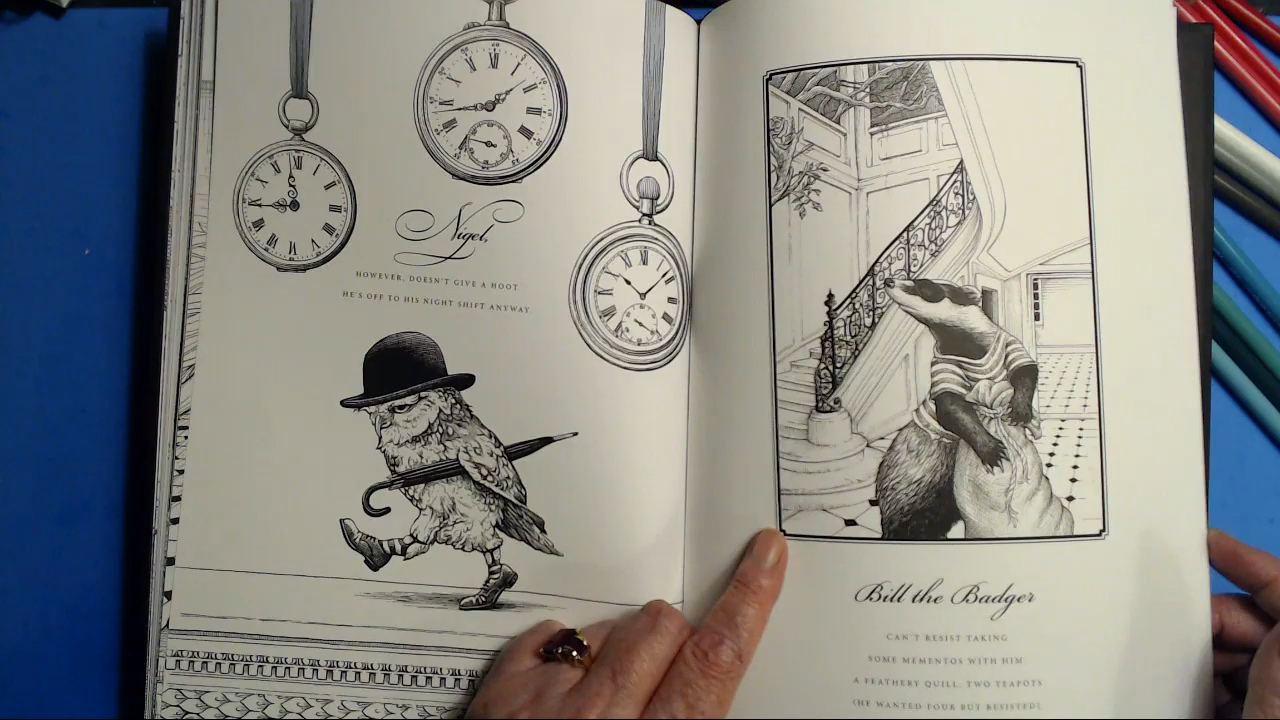 Nigel,
HOWEVER, DOESN'T GIVE A HOOT
HE'S OFF TO HIS NIGHT SHIFT ANYWAY
Bill the Badger
CAN'T RESIST TAKING
SOME MEMENTOS WITH HIM
A FEATHERY QUILL, TWO TEAPOTS
(HE WANTED FOUR BUT RESISTED),